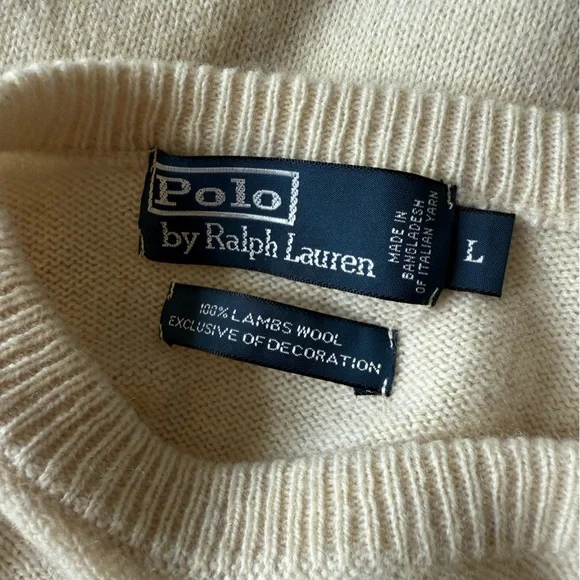 Polo
by Ralph Lauren
MADE IN
BANGLADESH
OF ITALIAN YARN
L
100% LAMBS WOOL
EXCLUSIVE OF DECORATION